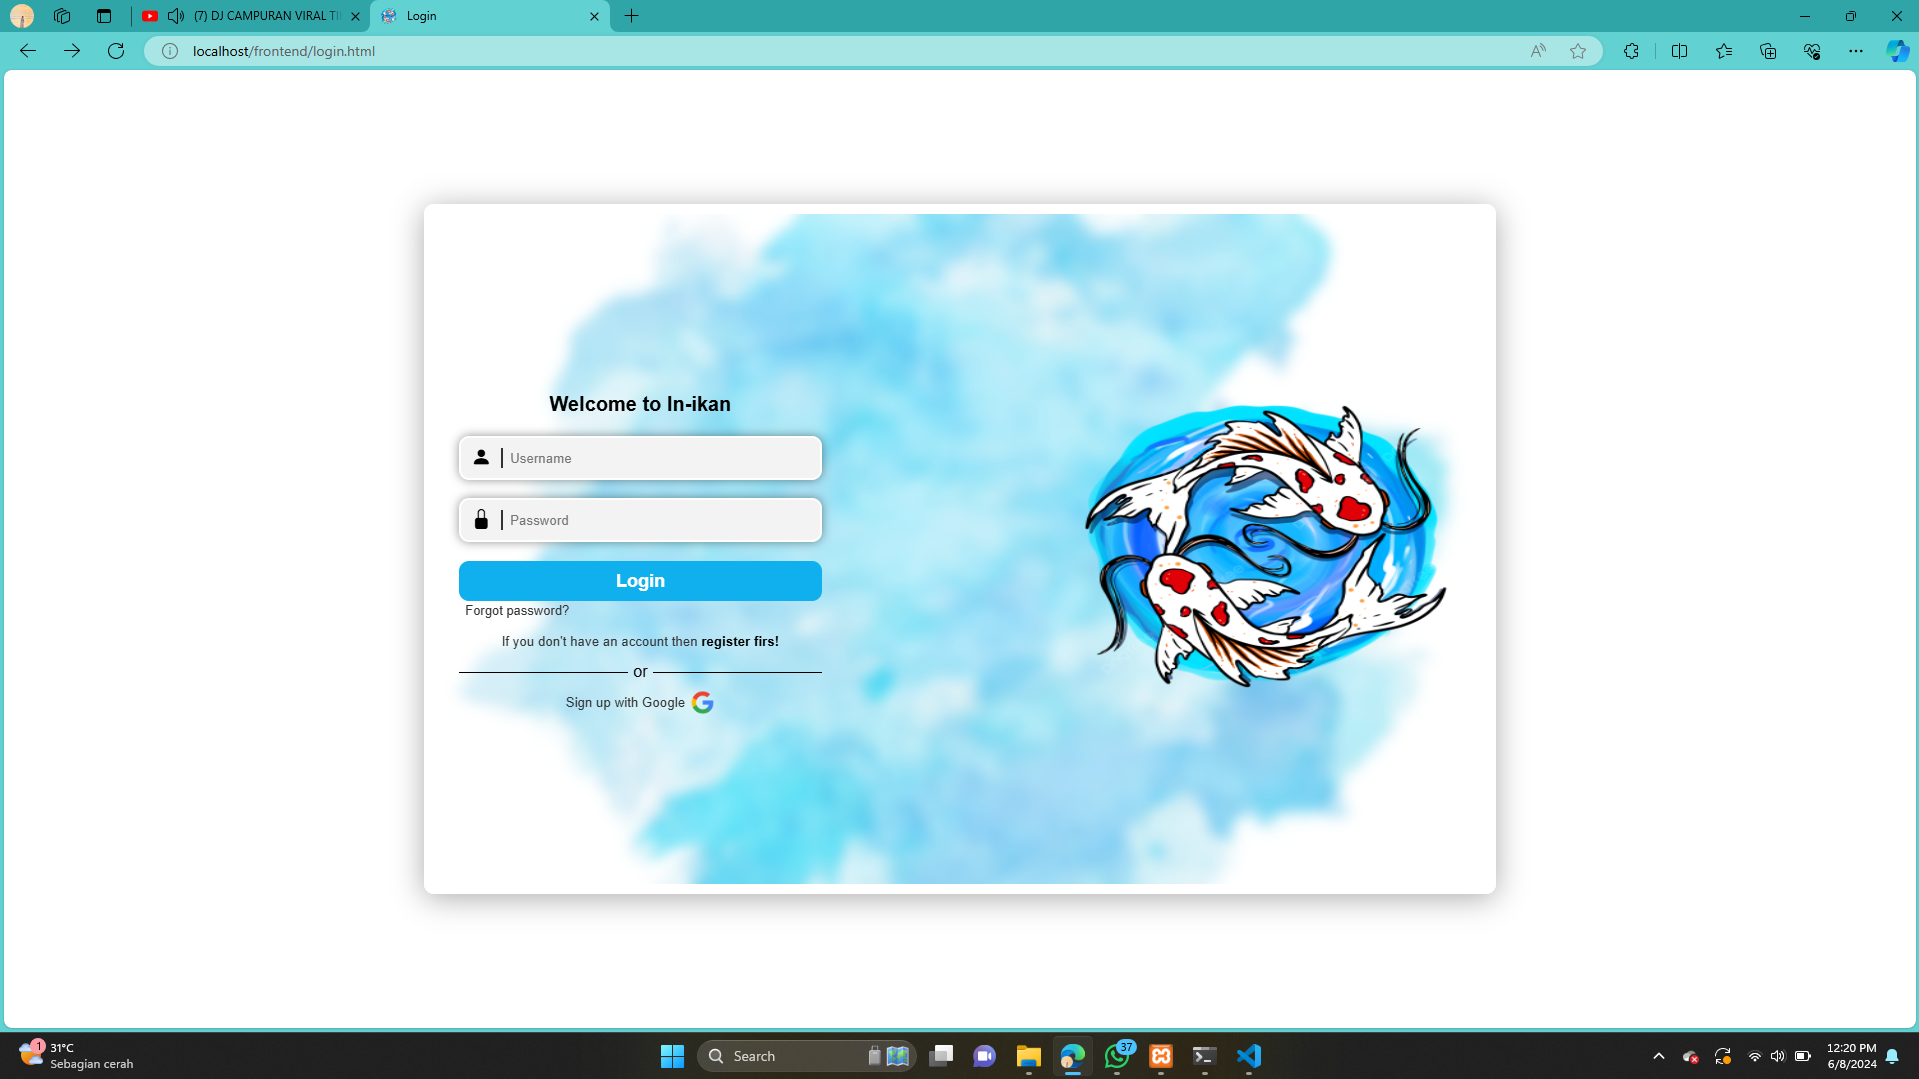 (7) DJ CAMPURAN VIRAL TI
Login
localhost/frontend/login.html
Welcome to In-ikan
Username
Password
Login
Forgot password?
If you don't have an account then register firs!
or
Sign up with Google
1
31°C
Sebagian cerah
Search
37
12:20 PM
6/8/2024